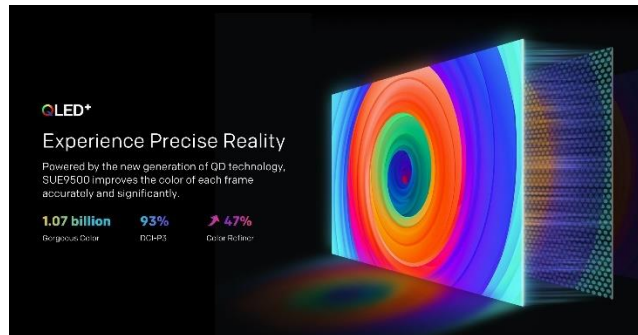 QLED+
Experience Precise Reality
Powered by the new generation of QD technology,
SUE9500 improves the color of each frame
accurately and significantly.
1.07 billion 93% 47%
Gorgeous Color DCI-P3 Color Refiner